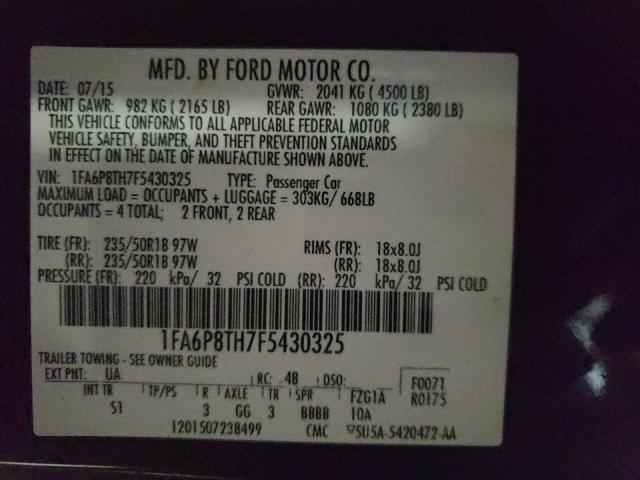 MFD. BY FORD MOTOR CO.
DATE: 07/15 GVWR: 2041 KG ( 4500 LB)
FRONT GAWR: 982 KG ( 2165 LB) REAR GAWR: 1080 KG ( 2380 LB)
THIS VEHICLE CONFORMS TO ALL APPLICABLE FEDERAL MOTOR
VEHICLE SAFETY, BUMPER, AND THEFT PREVENTION STANDARDS
IN EFFECT ON THE DATE OF MANUFACTURE SHOWN ABOVE.
VIN: 1FA6P8TH7F5430325 TYPE: Passenger Car
MAXIMUM LOAD = OCCUPANTS + LUGGAGE = 303KG/ 668LB
OCCUPANTS = 4 TOTAL; 2 FRONT, 2 REAR
TIRE (FR): 235/50R18 97W RIMS (FR): 18x8.0J
(RR): 235/50R18 97W (RR): 18x8.0J
PRESSURE (FR): 220 kPa/ 32 PSI COLD (RR): 220 kPa/ 32 PSI COLD
1FA6P8TH7F5430325
TRAILER TOWING - SEE OWNER GUIDE
EXT PNT: UA RC: 48 DSO: F0071
INT TR TP/PS R AXLE TR SPR FZG1A R0175
S1 3 GG 3 BBBB 10A
1201507238499 CMC ▽5U5A-5420472-AA